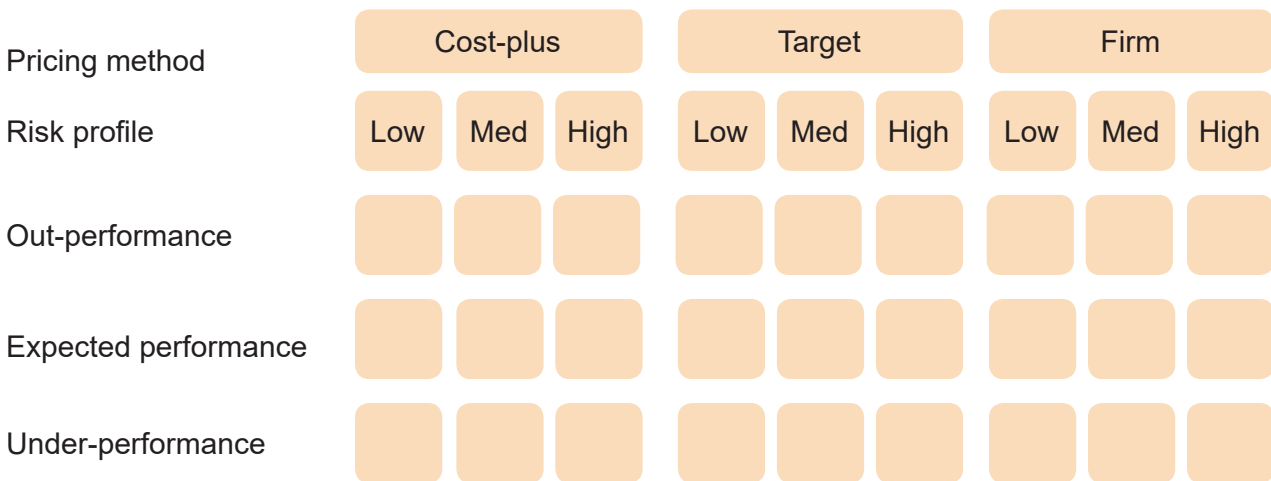 Pricing method Cost-plus Target Firm
Risk profile Low Med High Low Med High Low Med High
Out-performance
Expected performance
Under-performance